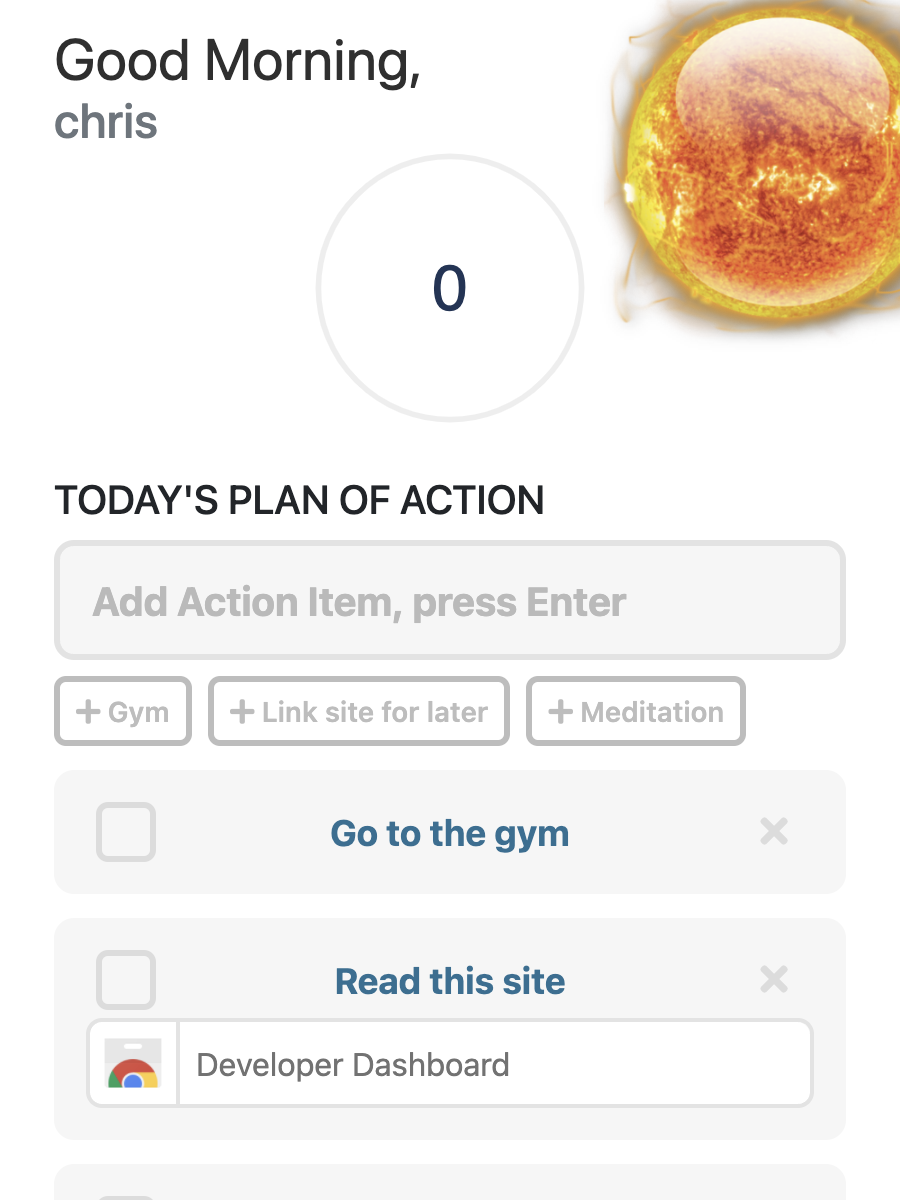 Good Morning,
chris
0
TODAY'S PLAN OF ACTION
Add Action Item, press Enter
+ Gym
+ Link site for later
+ Meditation
Go to the gym
Read this site
Developer Dashboard